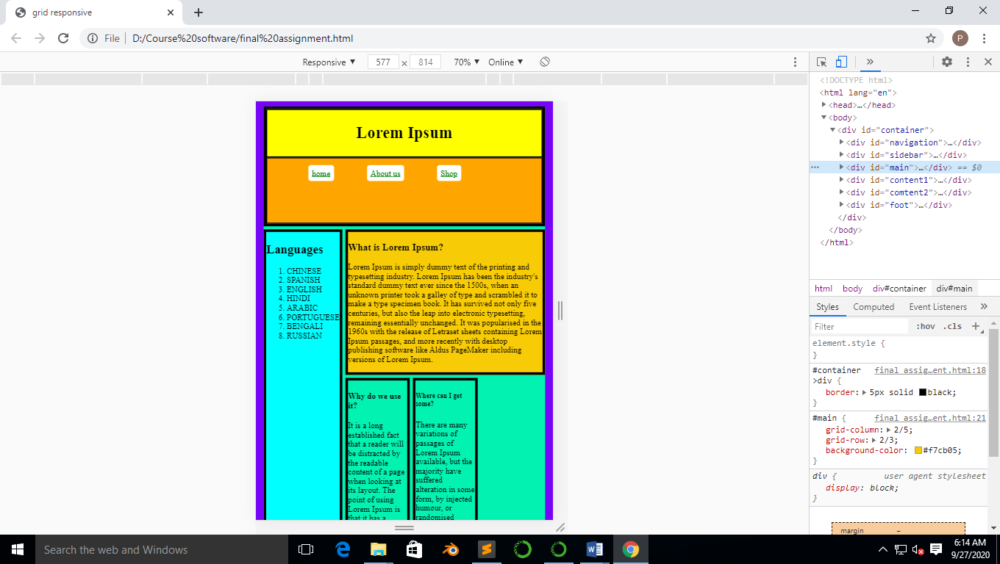 grid responsive
File
D:/Course%20software/final%20assignment.html
P
Responsive 577 × 814 70% Online
Lorem Ipsum
home About us Shop
Languages
1. CHINESE
2. SPANISH
3. ENGLISH
4. HINDI
5. ARABIC
6. PORTUGUESE
7. BENGALI
8. RUSSIAN
What is Lorem Ipsum?
Lorem Ipsum is simply dummy text of the printing and
typesetting industry. Lorem Ipsum has been the industry's
standard dummy text ever since the 1500s, when an
unknown printer took a galley of type and scrambled it to
make a type specimen book. It has survived not only five
centuries, but also the leap into electronic typesetting,
remaining essentially unchanged. It was popularised in the
1960s with the release of Letraset sheets containing Lorem
Ipsum passages, and more recently with desktop
publishing software like Aldus PageMaker including
versions of Lorem Ipsum.
Why do we use
it?
It is a long
established fact
that a reader will
be distracted by
the readable
content of a page
when looking at
its layout. The
point of using
Lorem Ipsum is
that it has a
Where can I get
some?
There are many
variations of
passages of
Lorem Ipsum
available, but the
majority have
suffered
alteration in some
form, by injected
humour, or
randomised
<!DOCTYPE html>
<html lang="en">
<head>…</head>
<body>
<div id="container">
<div id="navigation">…</div>
<div id="sidebar">…</div>
<div id="main">…</div> == $0
<div id="content1">…</div>
<div id="comtent2">…</div>
<div id="foot">…</div>
</div>
</body>
</html>
html body div#container div#main
Styles Computed Event Listeners
Filter :hov .cls
element.style {
}
#container final assig…ent.html:18
>div {
border: 5px solid black;
}
#main { final assig…ent.html:21
grid-column: 2/5;
grid-row: 2/3;
background-color: #f7cb05;
}
div { user agent stylesheet
display: block;
}
margin –
Search the web and Windows
6:14 AM
9/27/2020